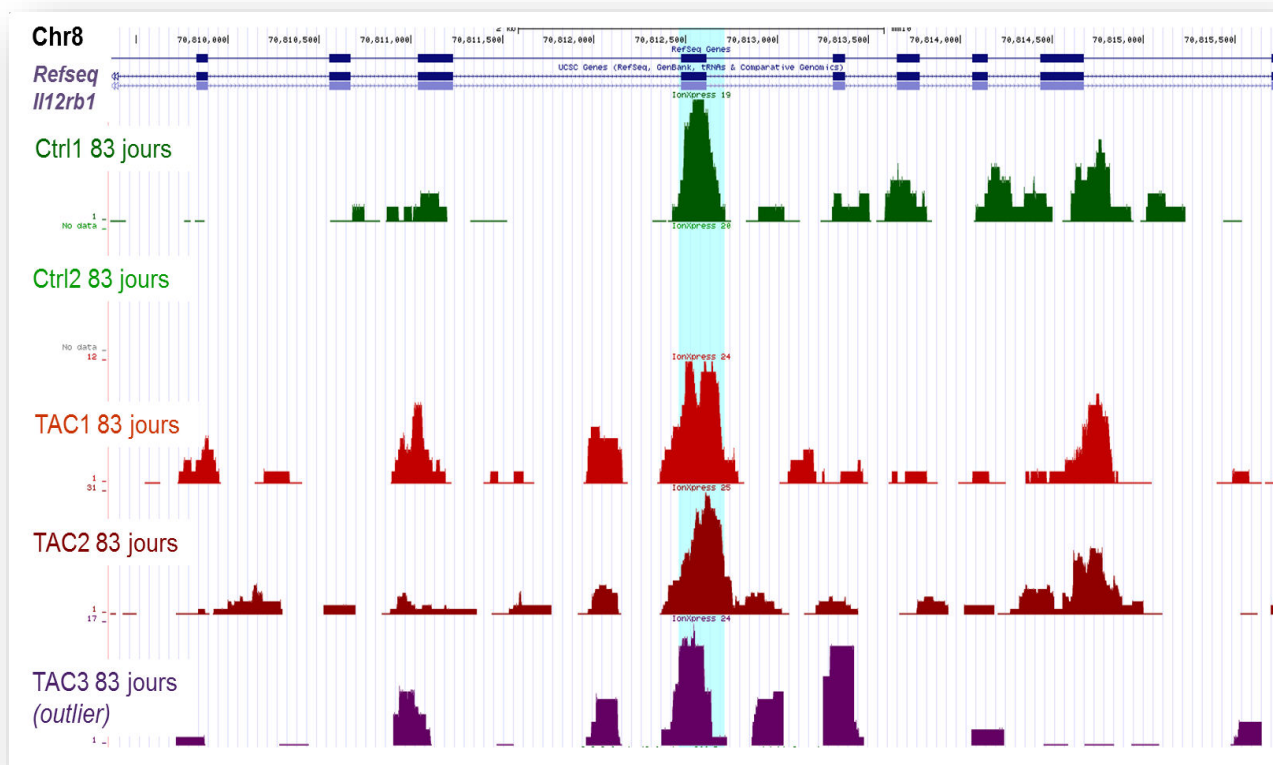 Chr8
70,810,000| 70,810,500| 70,811,000| 70,811,500| 70,812,000| 70,812,500| 70,813,000| 70,813,500| 70,814,000| 70,814,500| 70,815,000| 70,815,500|
RefSeq Genes
UCSC Genes (RefSeq, GenBank, tRNAs & Comparative Genomics)
Refseq
Il12rb1
IonXpress 19
Ctrl1 83 jours
1
No data
IonXpress 20
Ctrl2 83 jours
No data
12
IonXpress 24
TAC1 83 jours
1
31
IonXpress 25
TAC2 83 jours
1
17
IonXpress 24
TAC3 83 jours
(outlier)
1